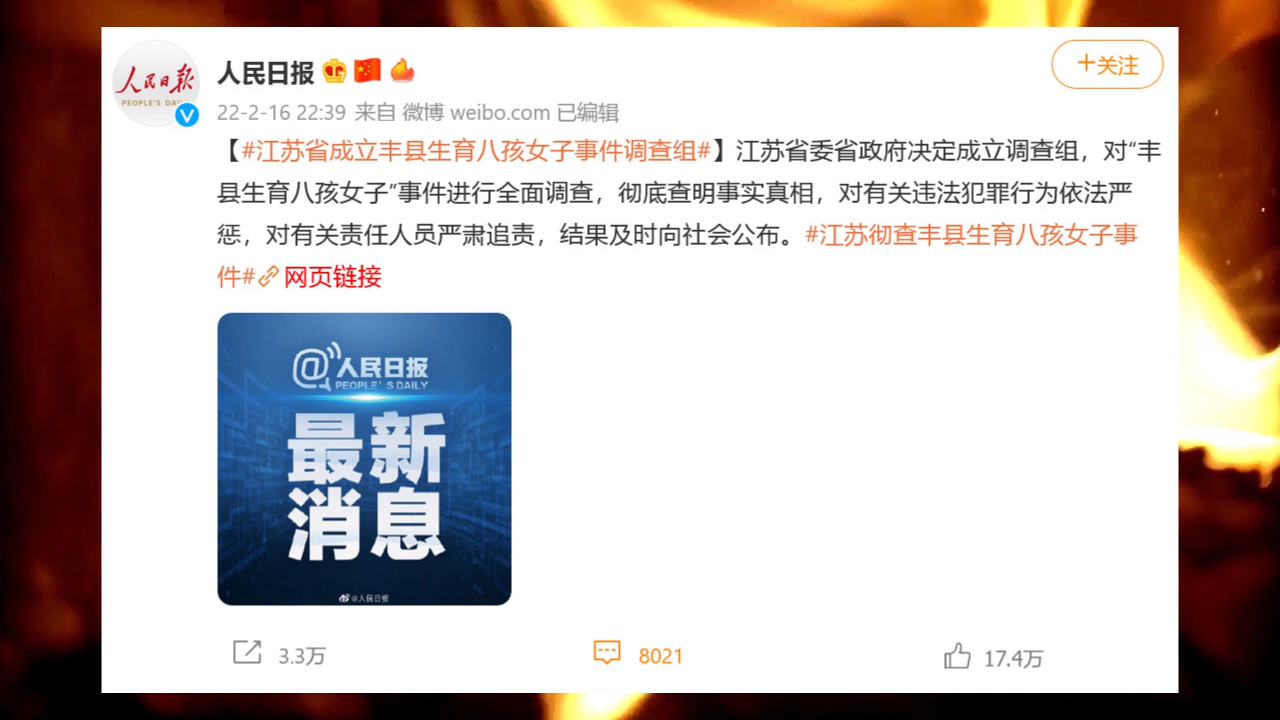 人民日报
PEOPLE'S DAILY
人民日报
+关注
22-2-16 22:39 来自 微博 weibo.com 已编辑
【#江苏省成立丰县生育八孩女子事件调查组#】江苏省委省政府决定成立调查组，对“丰
县生育八孩女子”事件进行全面调查，彻底查明事实真相，对有关违法犯罪行为依法严
惩，对有关责任人员严肃追责，结果及时向社会公布。#江苏彻查丰县生育八孩女子事
件#网页链接
@人民日报
PEOPLE'S DAILY
最新
消息
@人民日报
3.3万
8021
17.4万